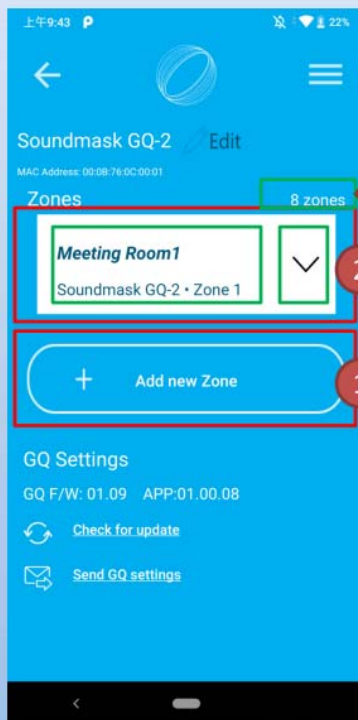 上午9:43 P 22%
Soundmask GQ-2 Edit
MAC Address: 00:08:76:0C:00:01
Zones 8 zones
Meeting Room1
Soundmask GQ-2 • Zone 1
2
+ Add new Zone
GQ Settings
GQ F/W: 01.09 APP:01.00.08
Check for update
Send GQ settings